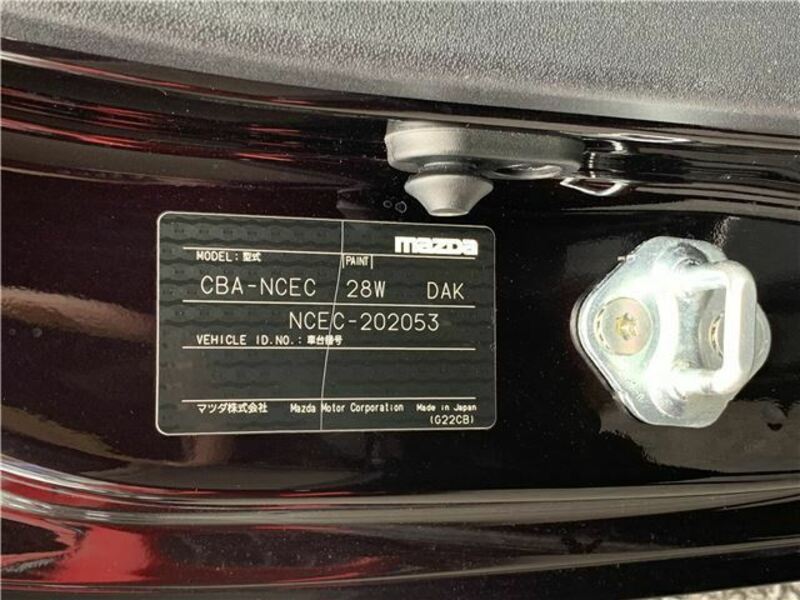 mazda
MODEL: 型式 PAINT
CBA-NCEC 28W DAK
NCEC-202053
VEHICLE ID.NO.: 車台番号
マツダ株式会社 Mazda Motor Corporation Made in Japan
(G22CB)